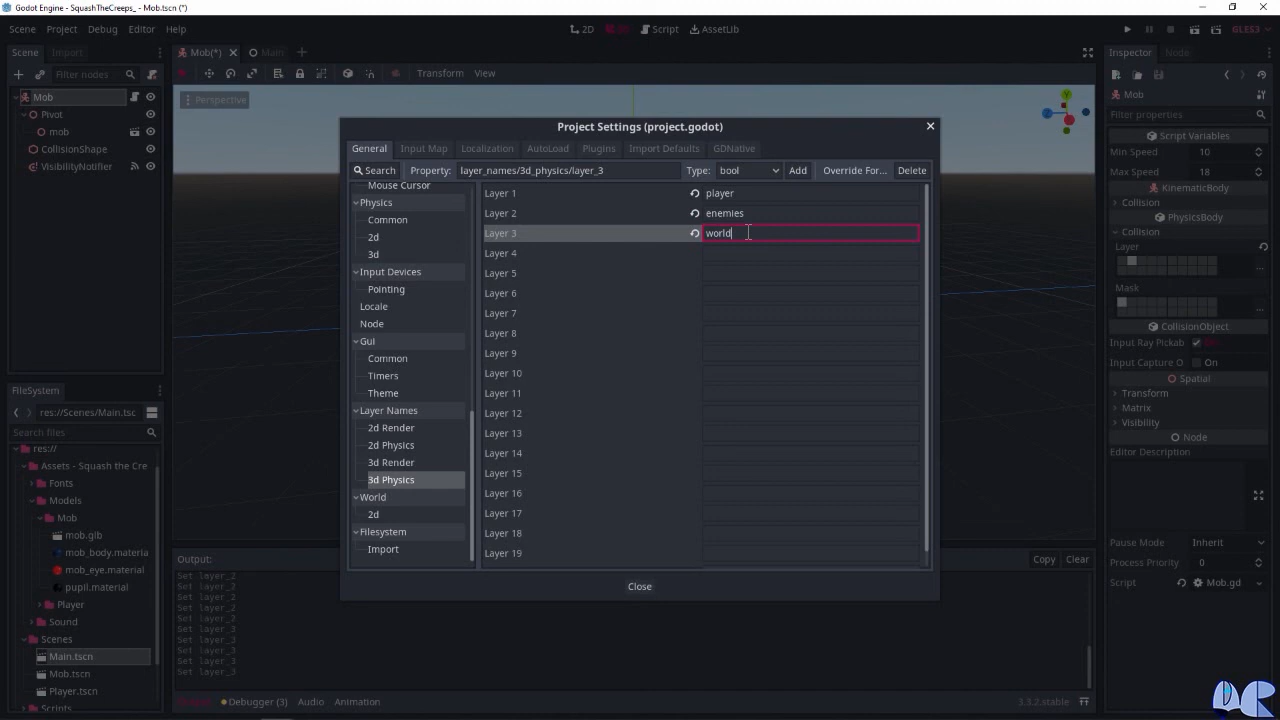 Godot Engine - SquashTheCreeps_ - Mob.tscn (*)
Scene Project Debug Editor Help
2D Script AssetLib
GLES3
Scene Import
Mob(*) Main
Inspector Node
Filter nodes
Transform View
Mob
Pivot
mob
CollisionShape
VisibilityNotifier
Perspective
Project Settings (project.godot)
General Input Map Localization AutoLoad Plugins Import Defaults GDNative
Search Property: layer_names/3d_physics/layer_3 Type: bool Add Override For... Delete
Mouse Cursor
Physics
Common
2d
3d
Input Devices
Pointing
Locale
Node
Gui
Common
Timers
Theme
Layer Names
2d Render
2d Physics
3d Render
3d Physics
World
2d
Filesystem
Import
Layer 1 player
Layer 2 enemies
Layer 3 world
Layer 4
Layer 5
Layer 6
Layer 7
Layer 8
Layer 9
Layer 10
Layer 11
Layer 12
Layer 13
Layer 14
Layer 15
Layer 16
Layer 17
Layer 18
Layer 19
Close
Mob
Filter properties
Script Variables
Min Speed 10
Max Speed 18
KinematicBody
Collision
PhysicsBody
Collision
Layer
Mask
CollisionObject
Input Ray Pickab
Input Capture O On
Spatial
Transform
Matrix
Visibility
Node
Editor Description
Pause Mode Inherit
Process Priority 0
Script Mob.gd
FileSystem
res://Scenes/Main.tsc
Search files
res://
Assets - Squash the Cre
Fonts
Models
Mob
mob.glb
mob_body.materia
mob_eye.material
pupil.material
Player
Sound
Scenes
Main.tscn
Mob.tscn
Player.tscn
Scripts
Output: Copy Clear
Set layer_2
Set layer_2
Set layer_2
Set layer_2
Set layer_2
Set layer_3
Set layer_3
Set layer_3
Set layer_3
Set layer_3
Debugger (3) Audio Animation 3.3.2.stable